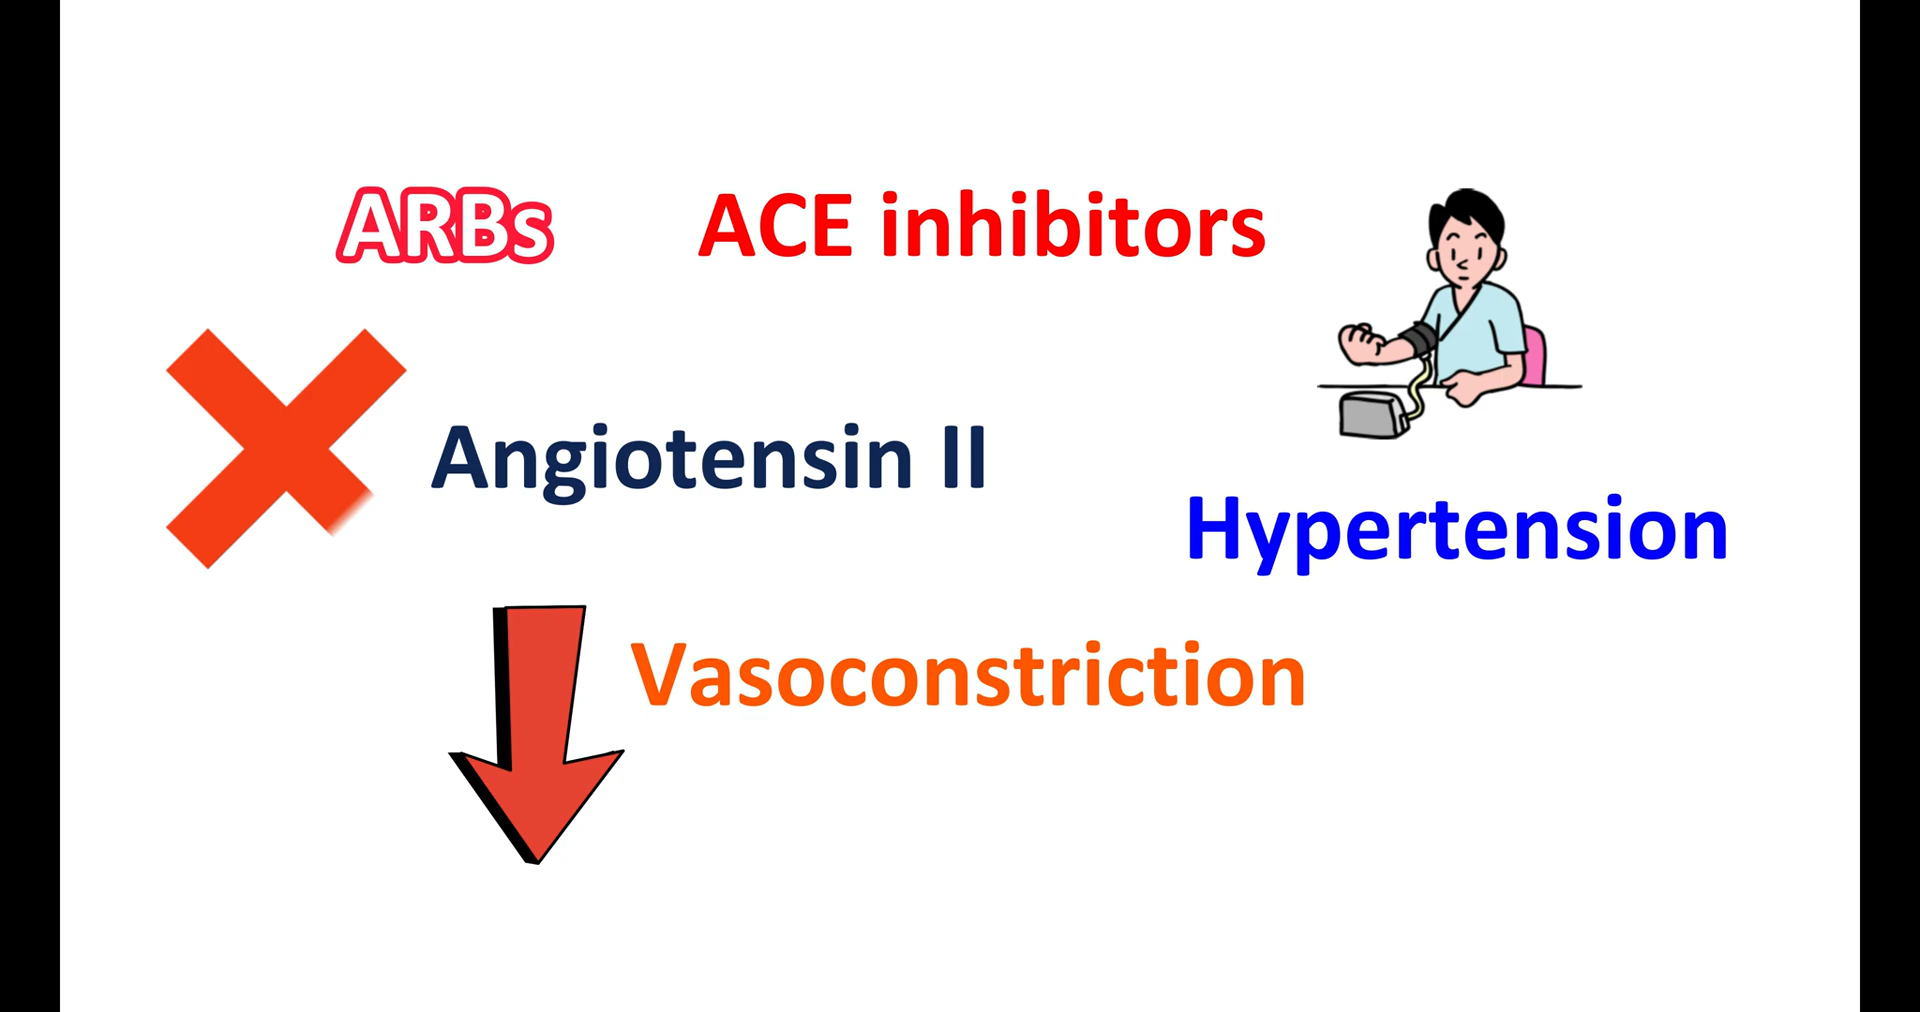 ARBs ACE inhibitors
Angiotensin II
Hypertension
Vasoconstriction